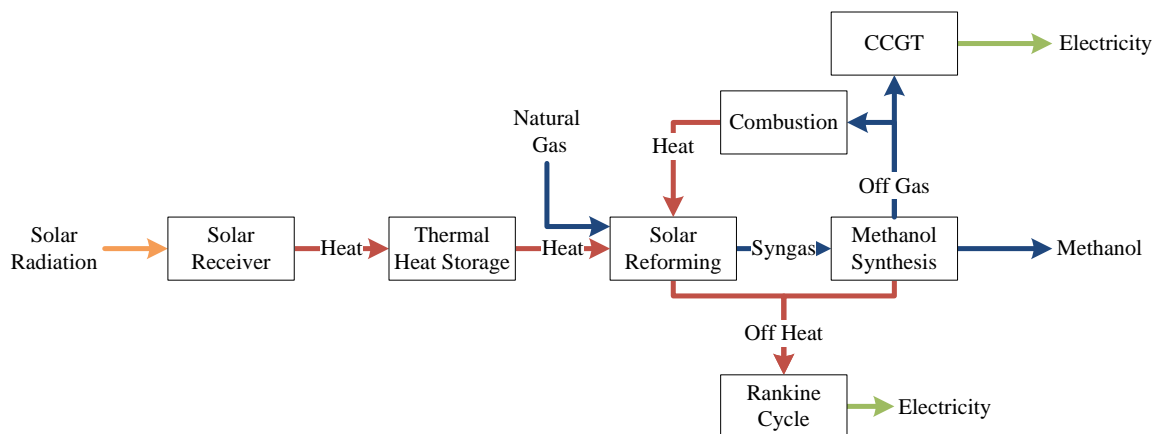 CCGT
Electricity
Natural
Gas
Combustion
Heat
Off Gas
Solar
Radiation
Solar
Receiver
Heat
Thermal
Heat Storage
Heat
Solar
Reforming
Syngas
Methanol
Synthesis
Methanol
Off Heat
Rankine
Cycle
Electricity